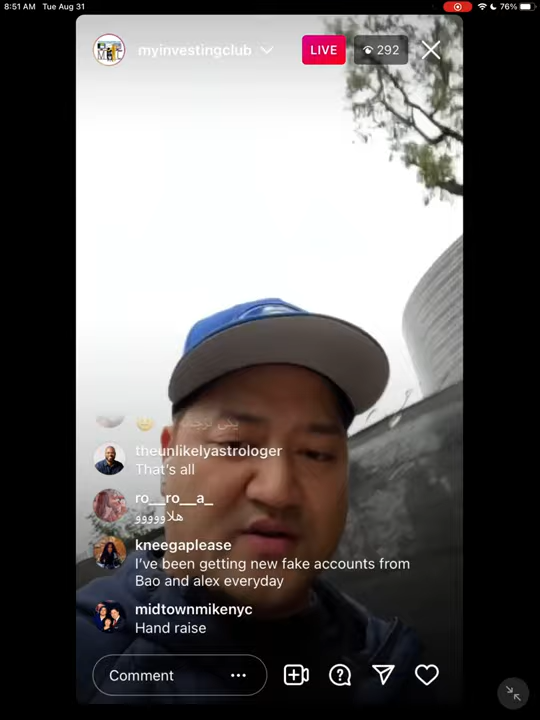 8:51 AM Tue Aug 31
76%
myinvestingclub
LIVE
292
theunlikelyastrologer
That's all
ro__ro__a_
هلاووووو
kneegaplease
I've been getting new fake accounts from
Bao and alex everyday
midtownmikenyc
Hand raise
Comment